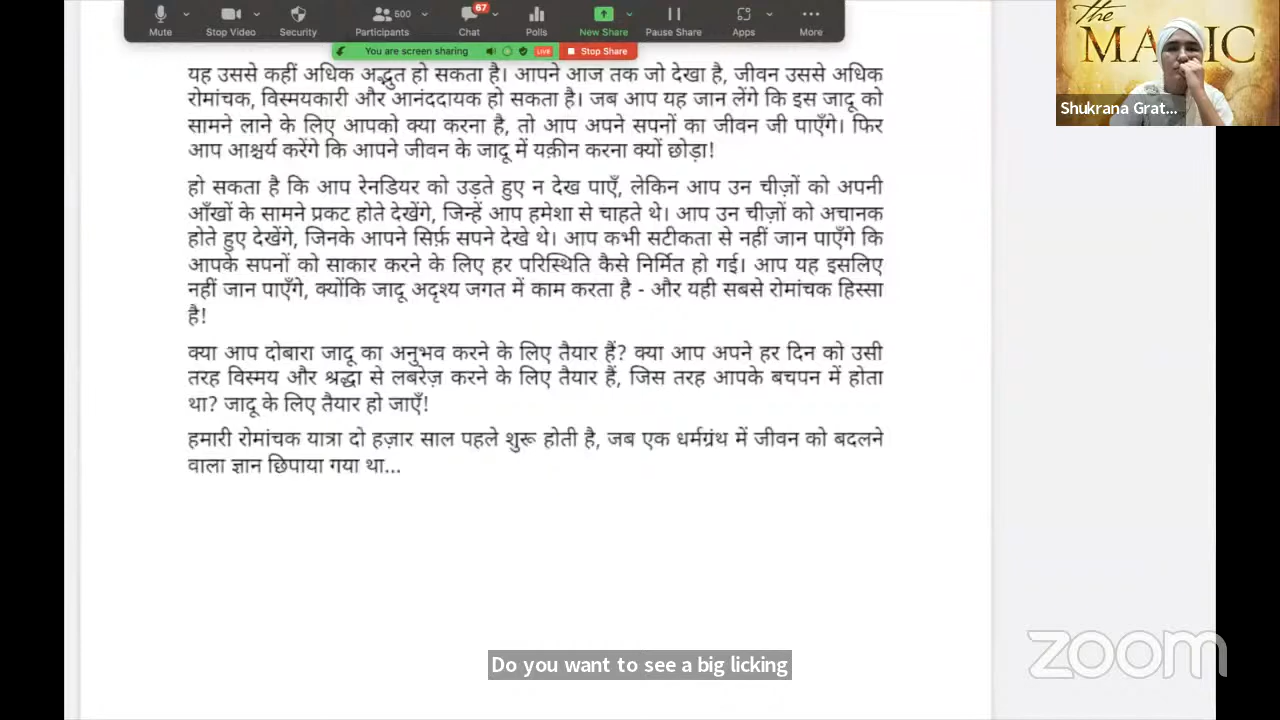 500
67
Mute
Stop Video
Security
Participants
Chat
Polls
New Share
Pause Share
Apps
More
You are screen sharing
LIVE
Stop Share
the
MAGIC
Shukrana Grat...
यह उससे कहीं अधिक अद्भुत हो सकता है। आपने आज तक जो देखा है, जीवन उससे अधिक
रोमांचक, विस्मयकारी और आनंददायक हो सकता है। जब आप यह जान लेंगे कि इस जादू को
सामने लाने के लिए आपको क्या करना है, तो आप अपने सपनों का जीवन जी पाएँगे। फिर
आप आश्चर्य करेंगे कि आपने जीवन के जादू में यक़ीन करना क्यों छोड़ा!
हो सकता है कि आप रेनडियर को उड़ते हुए न देख पाएँ, लेकिन आप उन चीज़ों को अपनी
आँखों के सामने प्रकट होते देखेंगे, जिन्हें आप हमेशा से चाहते थे। आप उन चीज़ों को अचानक
होते हुए देखेंगे, जिनके आपने सिर्फ़ सपने देखे थे। आप कभी सटीकता से नहीं जान पाएँगे कि
आपके सपनों को साकार करने के लिए हर परिस्थिति कैसे निर्मित हो गई। आप यह इसलिए
नहीं जान पाएँगे, क्योंकि जादू अदृश्य जगत में काम करता है - और यही सबसे रोमांचक हिस्सा
है!
क्या आप दोबारा जादू का अनुभव करने के लिए तैयार हैं? क्या आप अपने हर दिन को उसी
तरह विस्मय और श्रद्धा से लबरेज़ करने के लिए तैयार हैं, जिस तरह आपके बचपन में होता
था? जादू के लिए तैयार हो जाएँ!
हमारी रोमांचक यात्रा दो हज़ार साल पहले शुरू होती है, जब एक धर्मग्रंथ में जीवन को बदलने
वाला ज्ञान छिपाया गया था...
Do you want to see a big licking
zoom